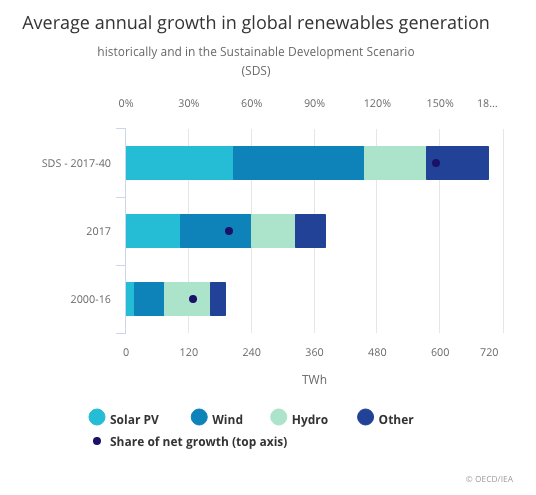 Average annual growth in global renewables generation
historically and in the Sustainable Development Scenario
(SDS)
0% 30% 60% 90% 120% 150% 18...
SDS - 2017-40
2017
2000-16
0 120 240 360 480 600 720
TWh
Solar PV Wind Hydro Other
Share of net growth (top axis)
© OECD/IEA